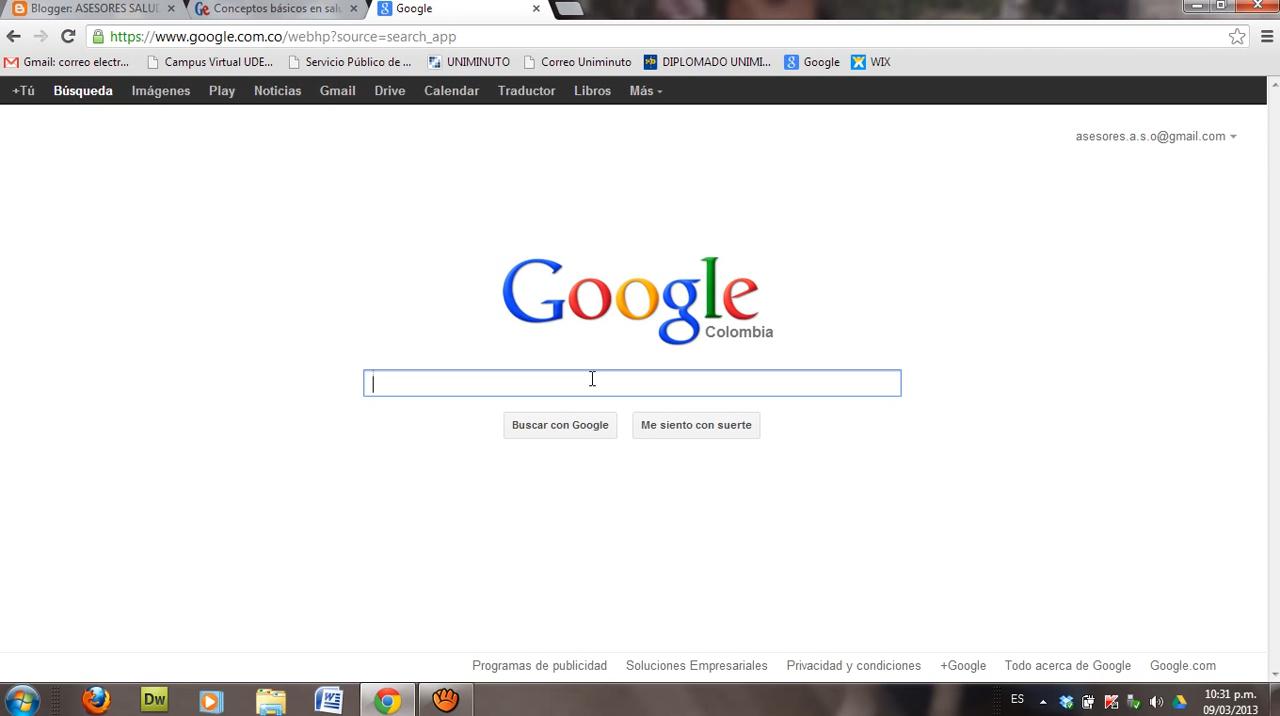 Blogger: ASESORES SALUD
Conceptos básicos en salu
Google
https://www.google.com.co/webhp?source=search_app
Gmail: correo electr... Campus Virtual UDE... Servicio Público de ... UNIMINUTO Correo Uniminuto DIPLOMADO UNIMI... Google WIX
+Tú Búsqueda Imágenes Play Noticias Gmail Drive Calendar Traductor Libros Más
asesores.a.s.o@gmail.com
Google
Colombia
Buscar con Google Me siento con suerte
Programas de publicidad Soluciones Empresariales Privacidad y condiciones +Google Todo acerca de Google Google.com
Dw
ES
10:31 p.m.
09/03/2013